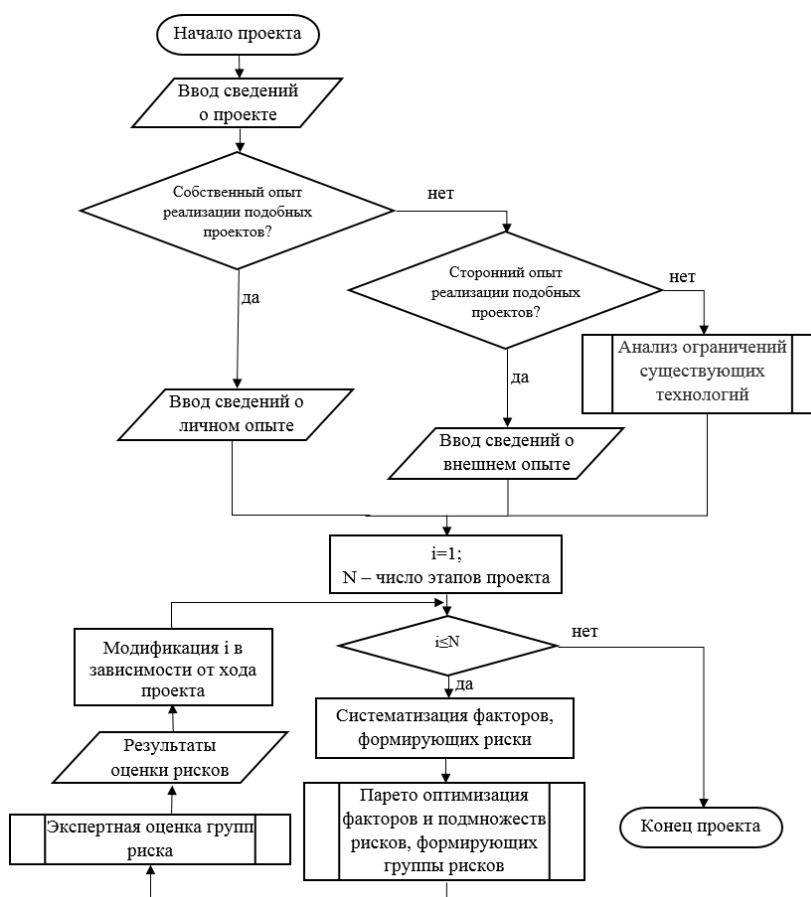 Начало проекта
Ввод сведений
о проекте
Собственный опыт
реализации подобных
проектов?
нет
да
Сторонний опыт
реализации подобных
проектов?
нет
да
Анализ ограничений
существующих
технологий
Ввод сведений о
личном опыте
Ввод сведений о
внешнем опыте
i=1;
N – число этапов проекта
i≤N
нет
да
Модификация i в
зависимости от хода
проекта
Систематизация факторов,
формирующих риски
Результаты
оценки рисков
Парето оптимизация
факторов и подмножеств
рисков, формирующих
группы рисков
Экспертная оценка групп
риска
Конец проекта